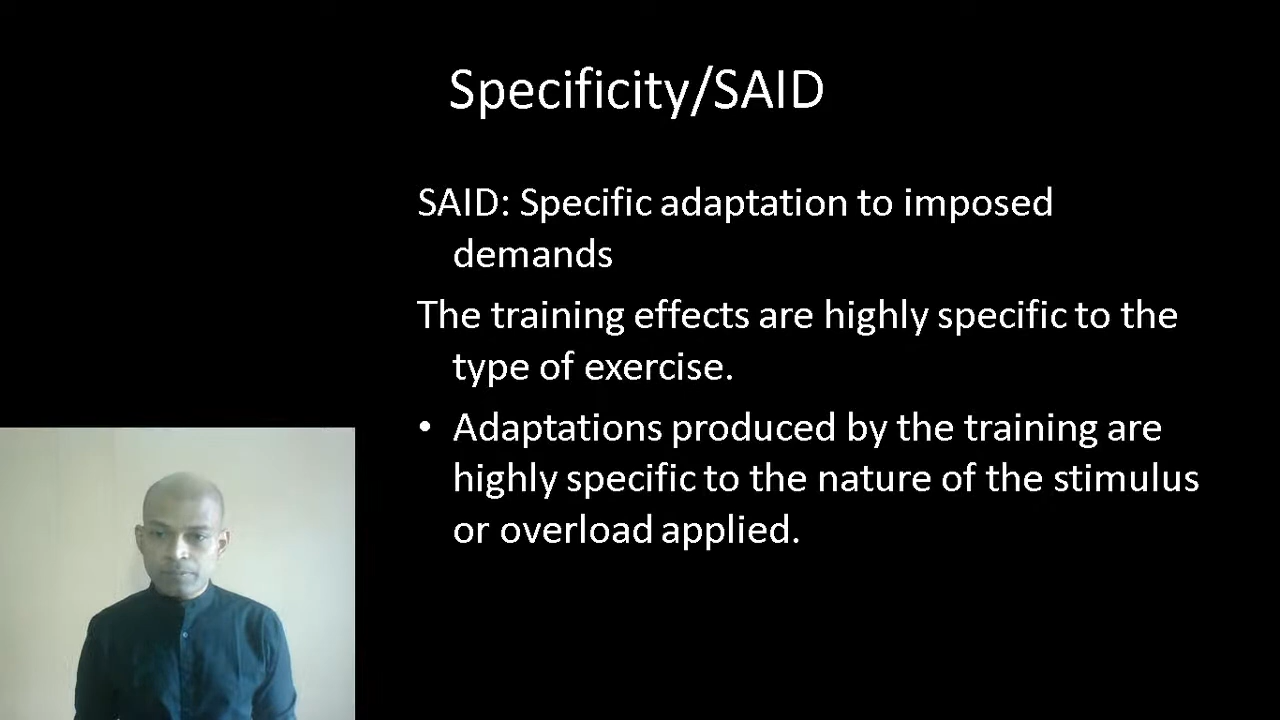 Specificity/SAID
SAID: Specific adaptation to imposed
demands
The training effects are highly specific to the
type of exercise.
• Adaptations produced by the training are
highly specific to the nature of the stimulus
or overload applied.